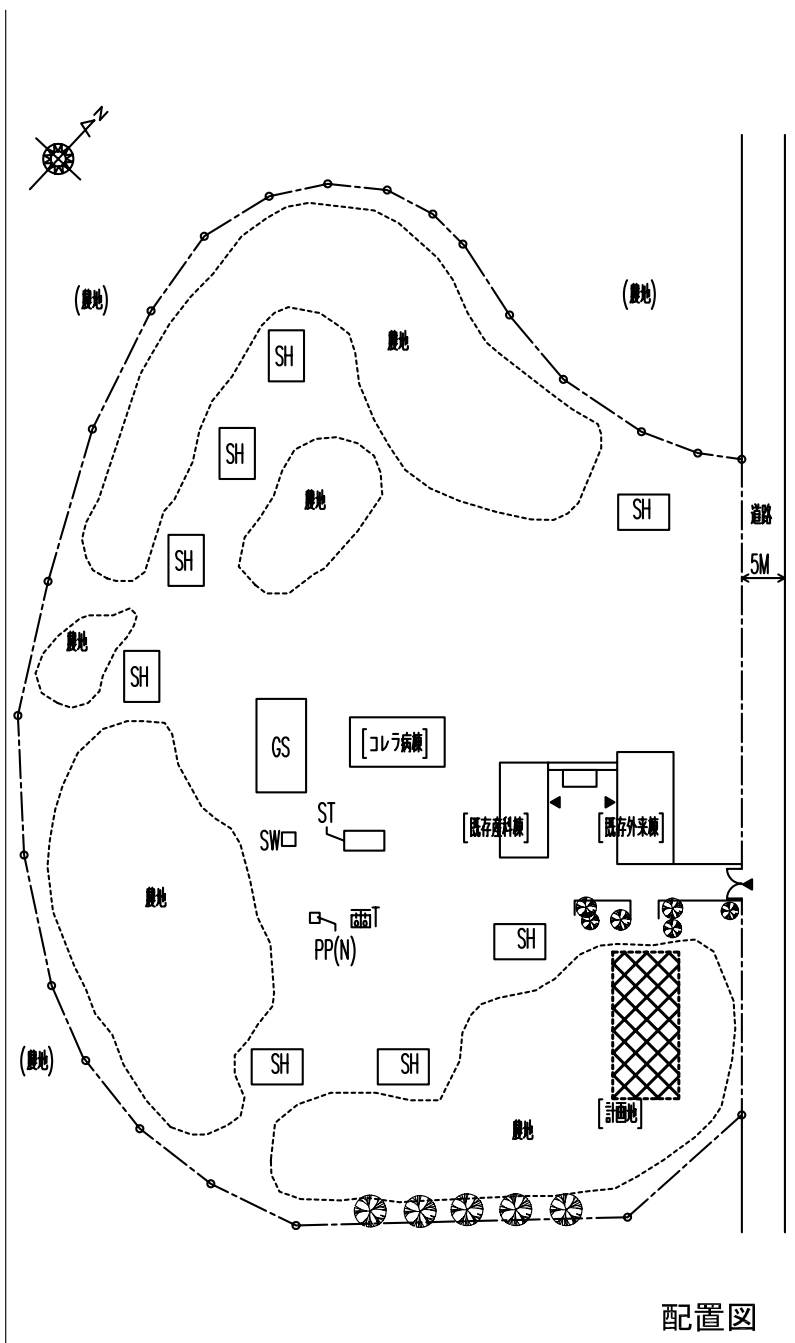 N
(農地)
(農地)
農地
SH
SH
農地
SH
道路
5M
SH
農地
SH
GS
[コレラ病棟]
ST
SW
[既存産科棟]
[既存外来棟]
農地
T
PP(N)
SH
(農地)
SH
SH
[計画地]
農地
配置図